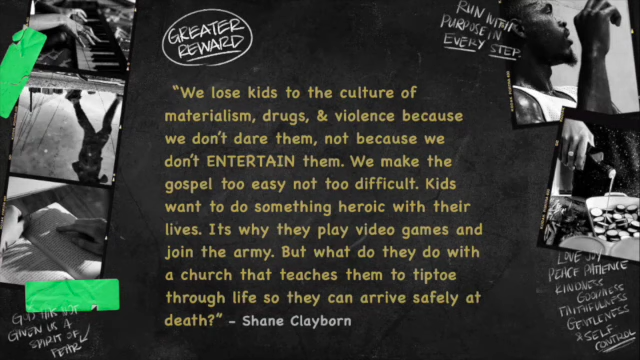 GREATER
REWARD
RUN WITH
PURPOSE IN
EVERY STEP
“We lose kids to the culture of
materialism, drugs, & violence because
we don't dare them, not because we
don't ENTERTAIN them. We make the
gospel too easy not too difficult. Kids
want to do something heroic with their
lives. Its why they play video games and
join the army. But what do they do with
a church that teaches them to tiptoe
through life so they can arrive safely at
death?” - Shane Clayborn
GOD HAS NOT
GIVEN US A
SPIRIT OF
FEAR
LOVE JOY
PEACE PATIENCE
KINDNESS
GOODNESS
FAITHFULNESS
GENTLENESS
& SELF
CONTROL